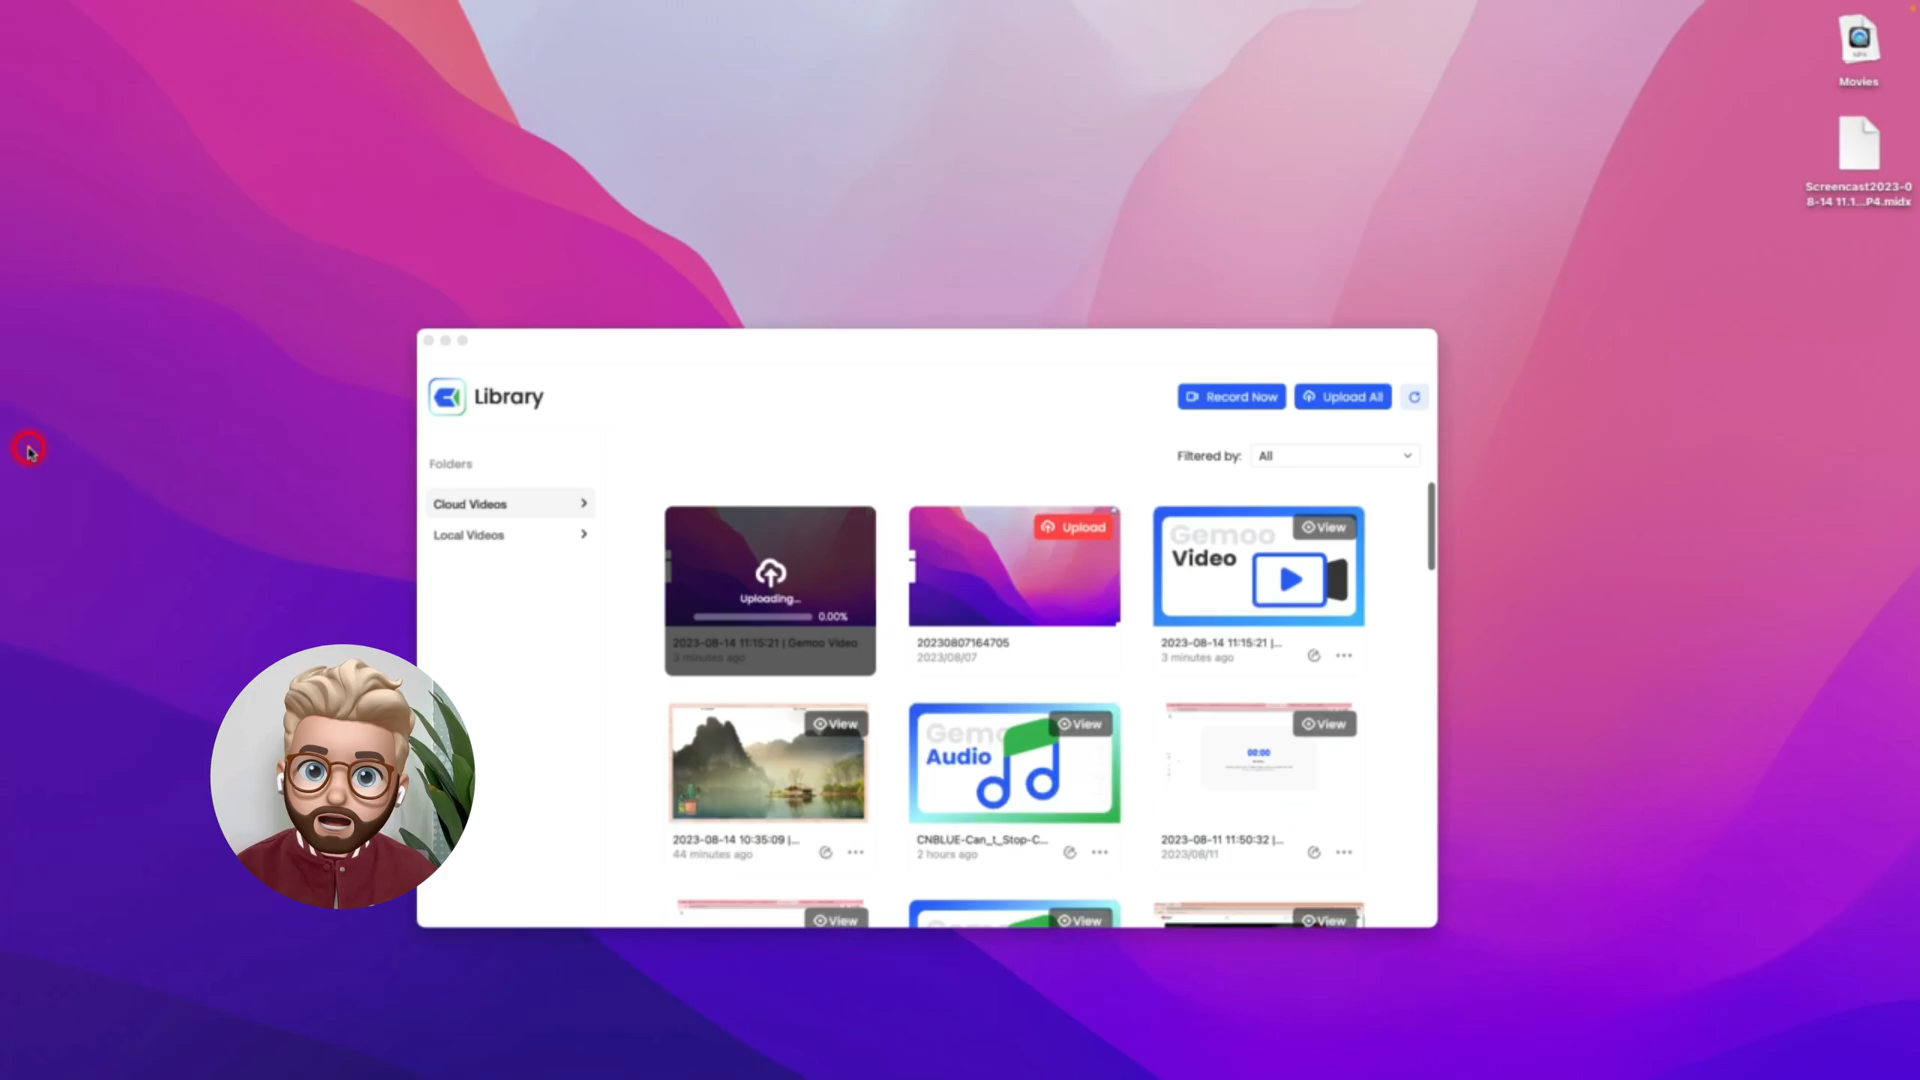 Movies
Screencast2023-0
8-14 11.1...P4.midx
Library
Record Now
Upload All
Folders
Filtered by:
All
Cloud Videos
Local Videos
Uploading...
0.00%
2023-08-14 11:15:21 | Gemoo Video
3 minutes ago
Upload
20230807164705
2023/08/07
View
Gemoo
Video
2023-08-14 11:15:21 |...
3 minutes ago
View
2023-08-14 10:35:09 |...
44 minutes ago
View
Gemo
Audio
CNBLUE-Can_t_Stop-C...
2 hours ago
View
00:00
2023-08-11 11:50:32 |...
2023/08/11
View
View
View